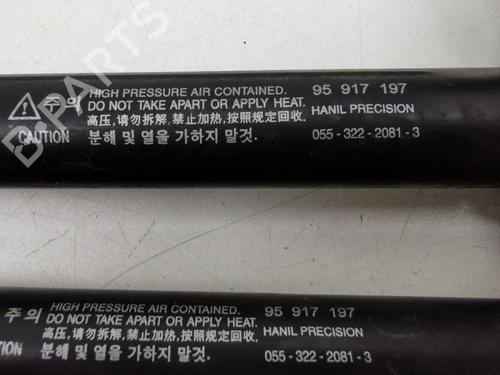 HIGH PRESSURE AIR CONTAINED. 95 917 197
주의 DO NOT TAKE APART OR APPLY HEAT. HANIL PRECISION
高压,请勿拆解,禁止加热,按照规定回收.
CAUTION 분해 및 열을 가하지 말것. 055-322-2081-3
HIGH PRESSURE AIR CONTAINED. 95 917 197
주의 DO NOT TAKE APART OR APPLY HEAT. HANIL PRECISION
高压,请勿拆解,禁止加热,按照规定回收.
TION 분해 및 열을 가하지 말것. 055-322-2081-3
D PARTS